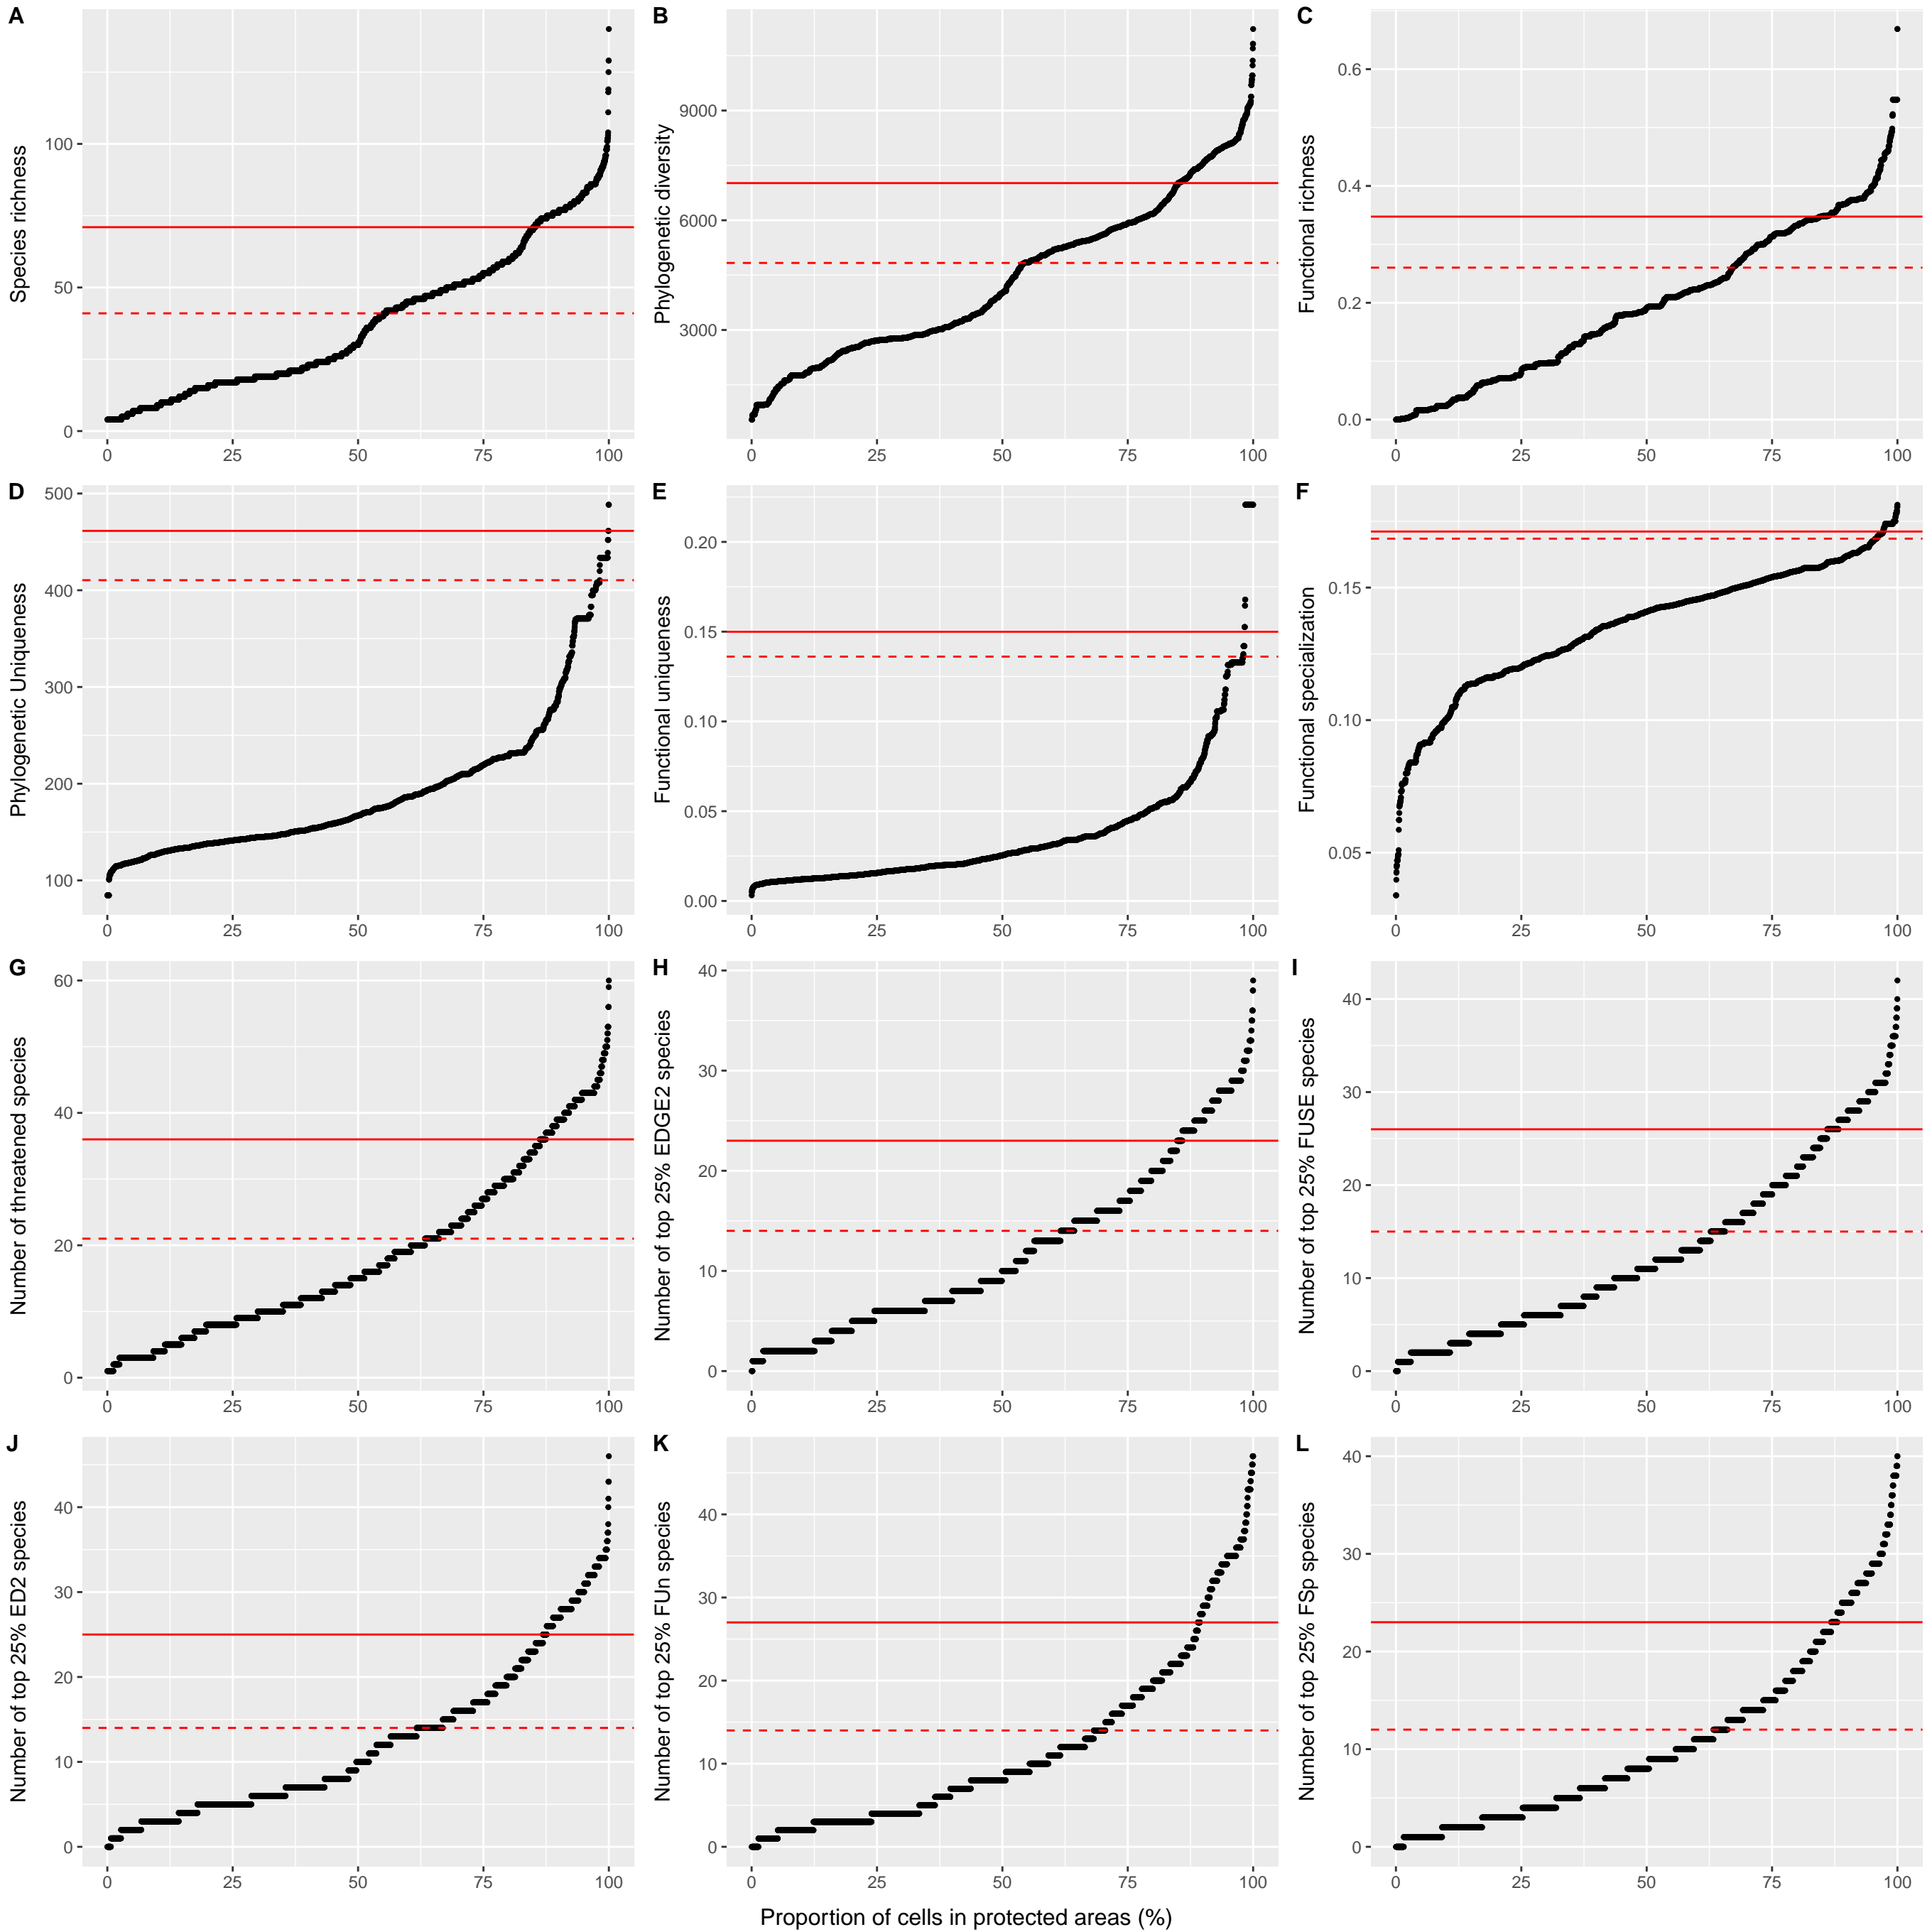 A
Species richness
100
50
0
0 25 50 75 100
B
Phylogenetic diversity
9000
6000
3000
0 25 50 75 100
C
Functional richness
0.6
0.4
0.2
0.0
0 25 50 75 100
D
Phylogenetic Uniqueness
500
400
300
200
100
0 25 50 75 100
E
Functional uniqueness
0.20
0.15
0.10
0.05
0.00
0 25 50 75 100
F
Functional specialization
0.15
0.10
0.05
0 25 50 75 100
G
Number of threatened species
60
40
20
0
0 25 50 75 100
H
Number of top 25% EDGE2 species
40
30
20
10
0
0 25 50 75 100
I
Number of top 25% FUSE species
40
30
20
10
0
0 25 50 75 100
J
Number of top 25% ED2 species
40
30
20
10
0
0 25 50 75 100
K
Number of top 25% FUn species
40
30
20
10
0
0 25 50 75 100
L
Number of top 25% FSp species
40
30
20
10
0
0 25 50 75 100
Proportion of cells in protected areas (%)